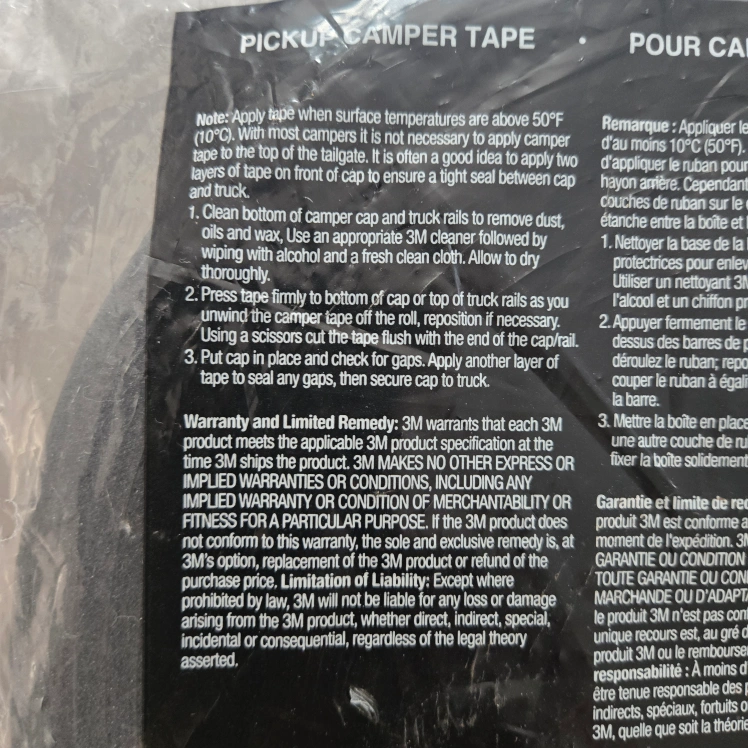 PICKUP CAMPER TAPE • POUR CA
Note: Apply tape when surface temperatures are above 50°F
(10°C). With most campers it is not necessary to apply camper
tape to the top of the tailgate. It is often a good idea to apply two
layers of tape on front of cap to ensure a tight seal between cap
and truck.
1. Clean bottom of camper cap and truck rails to remove dust,
oils and wax, Use an appropriate 3M cleaner followed by
wiping with alcohol and a fresh clean cloth. Allow to dry
thoroughly.
2. Press tape firmly to bottom of cap or top of truck rails as you
unwind the camper tape off the roll, reposition if necessary.
Using a scissors cut the tape flush with the end of the cap/rail.
3. Put cap in place and check for gaps. Apply another layer of
tape to seal any gaps, then secure cap to truck.
Warranty and Limited Remedy: 3M warrants that each 3M
product meets the applicable 3M product specification at the
time 3M ships the product. 3M MAKES NO OTHER EXPRESS OR
IMPLIED WARRANTIES OR CONDITIONS, INCLUDING ANY
IMPLIED WARRANTY OR CONDITION OF MERCHANTABILITY OR
FITNESS FOR A PARTICULAR PURPOSE. If the 3M product does
not conform to this warranty, the sole and exclusive remedy is, at
3M's option, replacement of the 3M product or refund of the
purchase price. Limitation of Liability: Except where
prohibited by law, 3M will not be liable for any loss or damage
arising from the 3M product, whether direct, indirect, special,
incidental or consequential, regardless of the legal theory
asserted.
Remarque : Appliquer le
d'au moins 10°C (50°F).
d'appliquer le ruban pour
hayon arrière. Cependant
couches de ruban sur le
étanche entre la boîte et
1. Nettoyer la base de la
protectrices pour enlev
Utiliser un nettoyant 3M
l'alcool et un chiffon pr
2. Appuyer fermement le
dessus des barres de p
déroulez le ruban; repo
couper le ruban à égali
la barre.
3. Mettre la boîte en place
une autre couche de ru
fixer la boîte solidement
Garantie et limite de rec
produit 3M est conforme a
moment de l'expédition. 3M
GARANTIE OU CONDITION
TOUTE GARANTIE OU CON
MARCHANDE OU D'ADAPTA
le produit 3M n'est pas con
unique recours est, au gré d
produit 3M ou le rembourse
responsabilité : À moins d
être tenue responsable des p
indirects, spéciaux, fortuits o
3M, quelle que soit la théorie